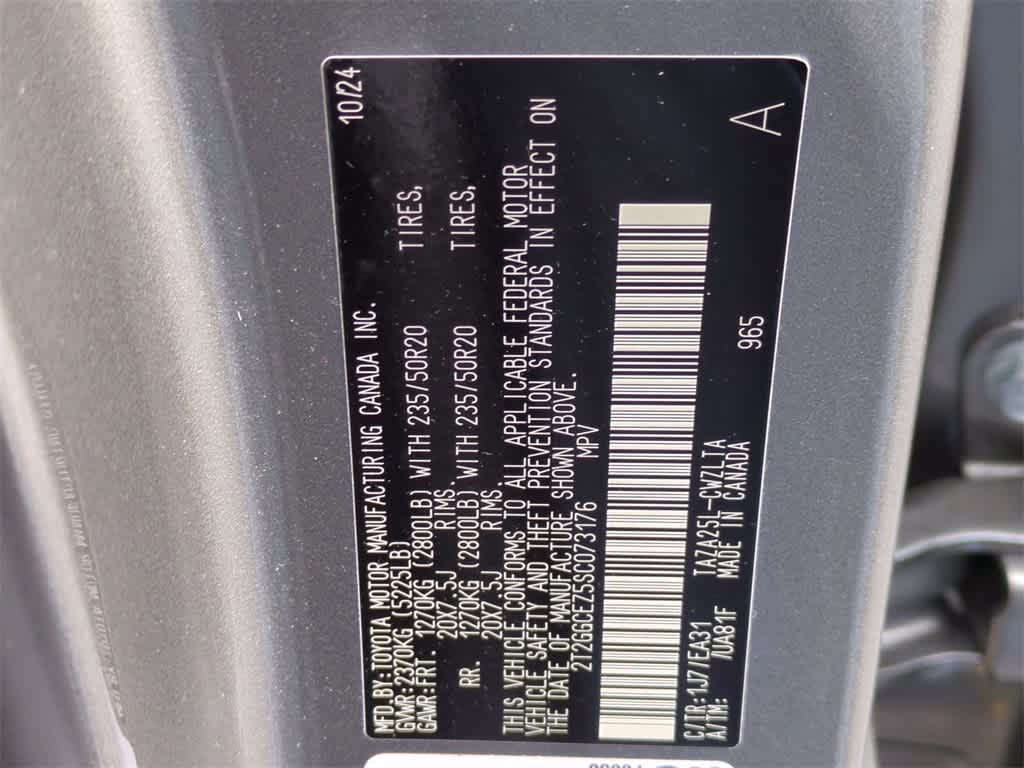 MFD.BY:TOYOTA MOTOR MANUFACTURING CANADA INC. 10/24
GVWR:2370KG (5225LB)
GAWR:FRT. 1270KG (2800LB) WITH 235/50R20 TIRES,
20X7.5J RIMS
RR. 1270KG (2800LB) WITH 235/50R20 TIRES,
20X7.5J RIMS.
THIS VEHICLE CONFORMS TO ALL APPLICABLE FEDERAL MOTOR
VEHICLE SAFETY AND THEFT PREVENTION STANDARDS IN EFFECT ON
THE DATE OF MANUFACTURE SHOWN ABOVE.
2T2GGCEZ5SC073176 MPV
C/TR:1J7/EA31 TAZA25L-CWZLTA 965 A
A/TM: /UA81F MADE IN CANADA